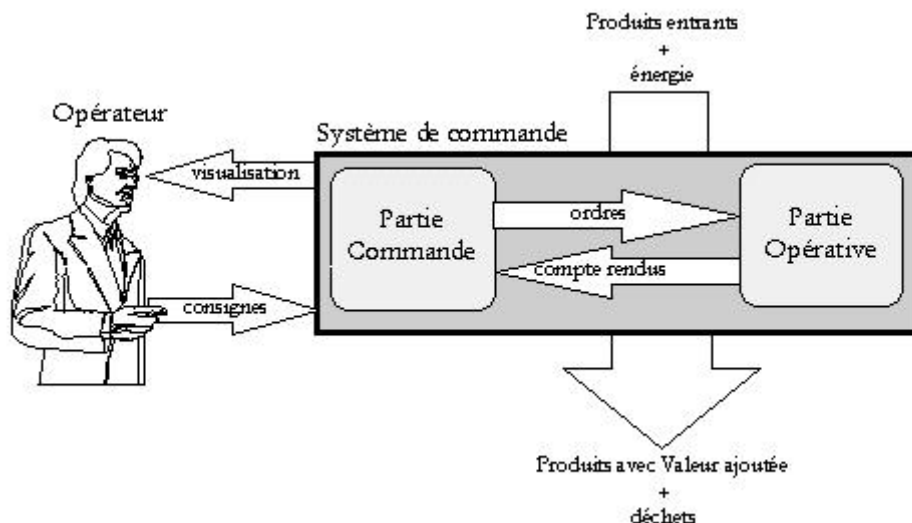 Produits entrants
+
énergie
Opérateur
Système de commande
visualisation
Partie
Commande
ordres
Partie
Opérative
compte rendus
consignes
Produits avec Valeur ajoutée
+
déchets